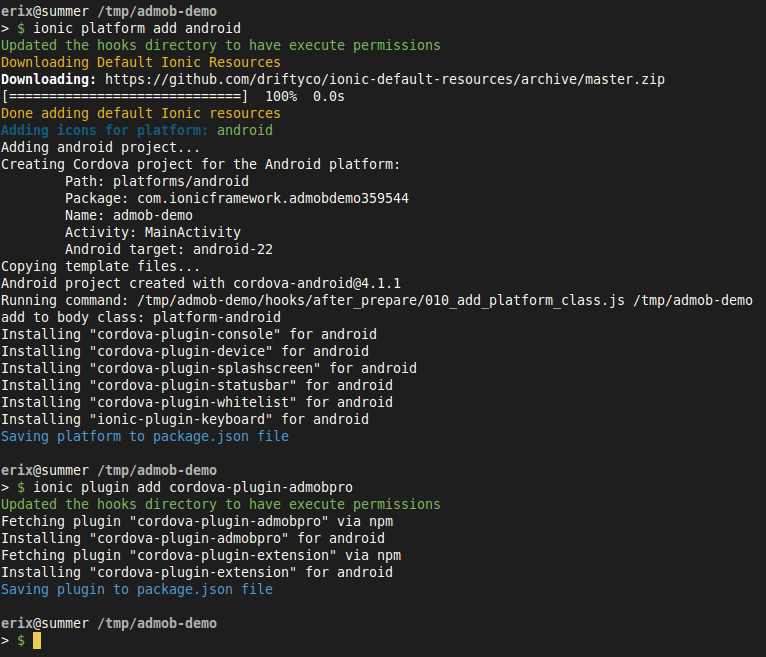 erix@summer /tmp/admob-demo
> $ ionic platform add android
Updated the hooks directory to have execute permissions
Downloading Default Ionic Resources
Downloading: https://github.com/driftyco/ionic-default-resources/archive/master.zip
[=============================]  100%  0.0s
Done adding default Ionic resources
Adding icons for platform: android
Adding android project...
Creating Cordova project for the Android platform:
        Path: platforms/android
        Package: com.ionicframework.admobdemo359544
        Name: admob-demo
        Activity: MainActivity
        Android target: android-22
Copying template files...
Android project created with cordova-android@4.1.1
Running command: /tmp/admob-demo/hooks/after_prepare/010_add_platform_class.js /tmp/admob-demo
add to body class: platform-android
Installing "cordova-plugin-console" for android
Installing "cordova-plugin-device" for android
Installing "cordova-plugin-splashscreen" for android
Installing "cordova-plugin-statusbar" for android
Installing "cordova-plugin-whitelist" for android
Installing "ionic-plugin-keyboard" for android
Saving platform to package.json file
erix@summer /tmp/admob-demo
> $ ionic plugin add cordova-plugin-admobpro
Updated the hooks directory to have execute permissions
Fetching plugin "cordova-plugin-admobpro" via npm
Installing "cordova-plugin-admobpro" for android
Fetching plugin "cordova-plugin-extension" via npm
Installing "cordova-plugin-extension" for android
Saving plugin to package.json file
erix@summer /tmp/admob-demo
> $